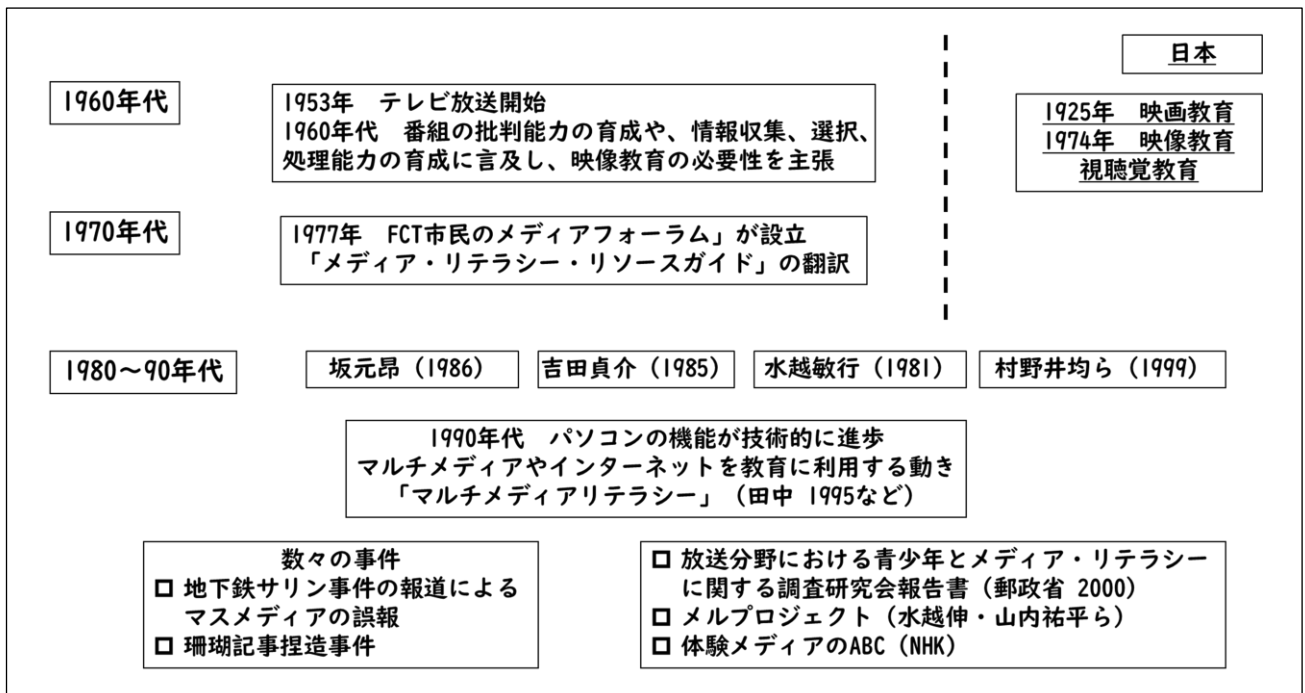 日本
1960年代
1953年　テレビ放送開始
1960年代　番組の批判能力の育成や、情報収集、選択、
処理能力の育成に言及し、映像教育の必要性を主張
1925年　映画教育
1974年　映像教育
視聴覚教育
1970年代
1977年　FCT市民のメディアフォーラム」が設立
「メディア・リテラシー・リソースガイド」の翻訳
1980～90年代
坂元昂（1986）
吉田貞介（1985）
水越敏行（1981）
村野井均ら（1999）
1990年代　パソコンの機能が技術的に進歩
マルチメディアやインターネットを教育に利用する動き
「マルチメディアリテラシー」（田中 1995など）
数々の事件
地下鉄サリン事件の報道による
マスメディアの誤報
珊瑚記事捏造事件
放送分野における青少年とメディア・リテラシー
に関する調査研究会報告書（郵政省 2000）
メルプロジェクト（水越伸・山内祐平ら）
体験メディアのABC（NHK）